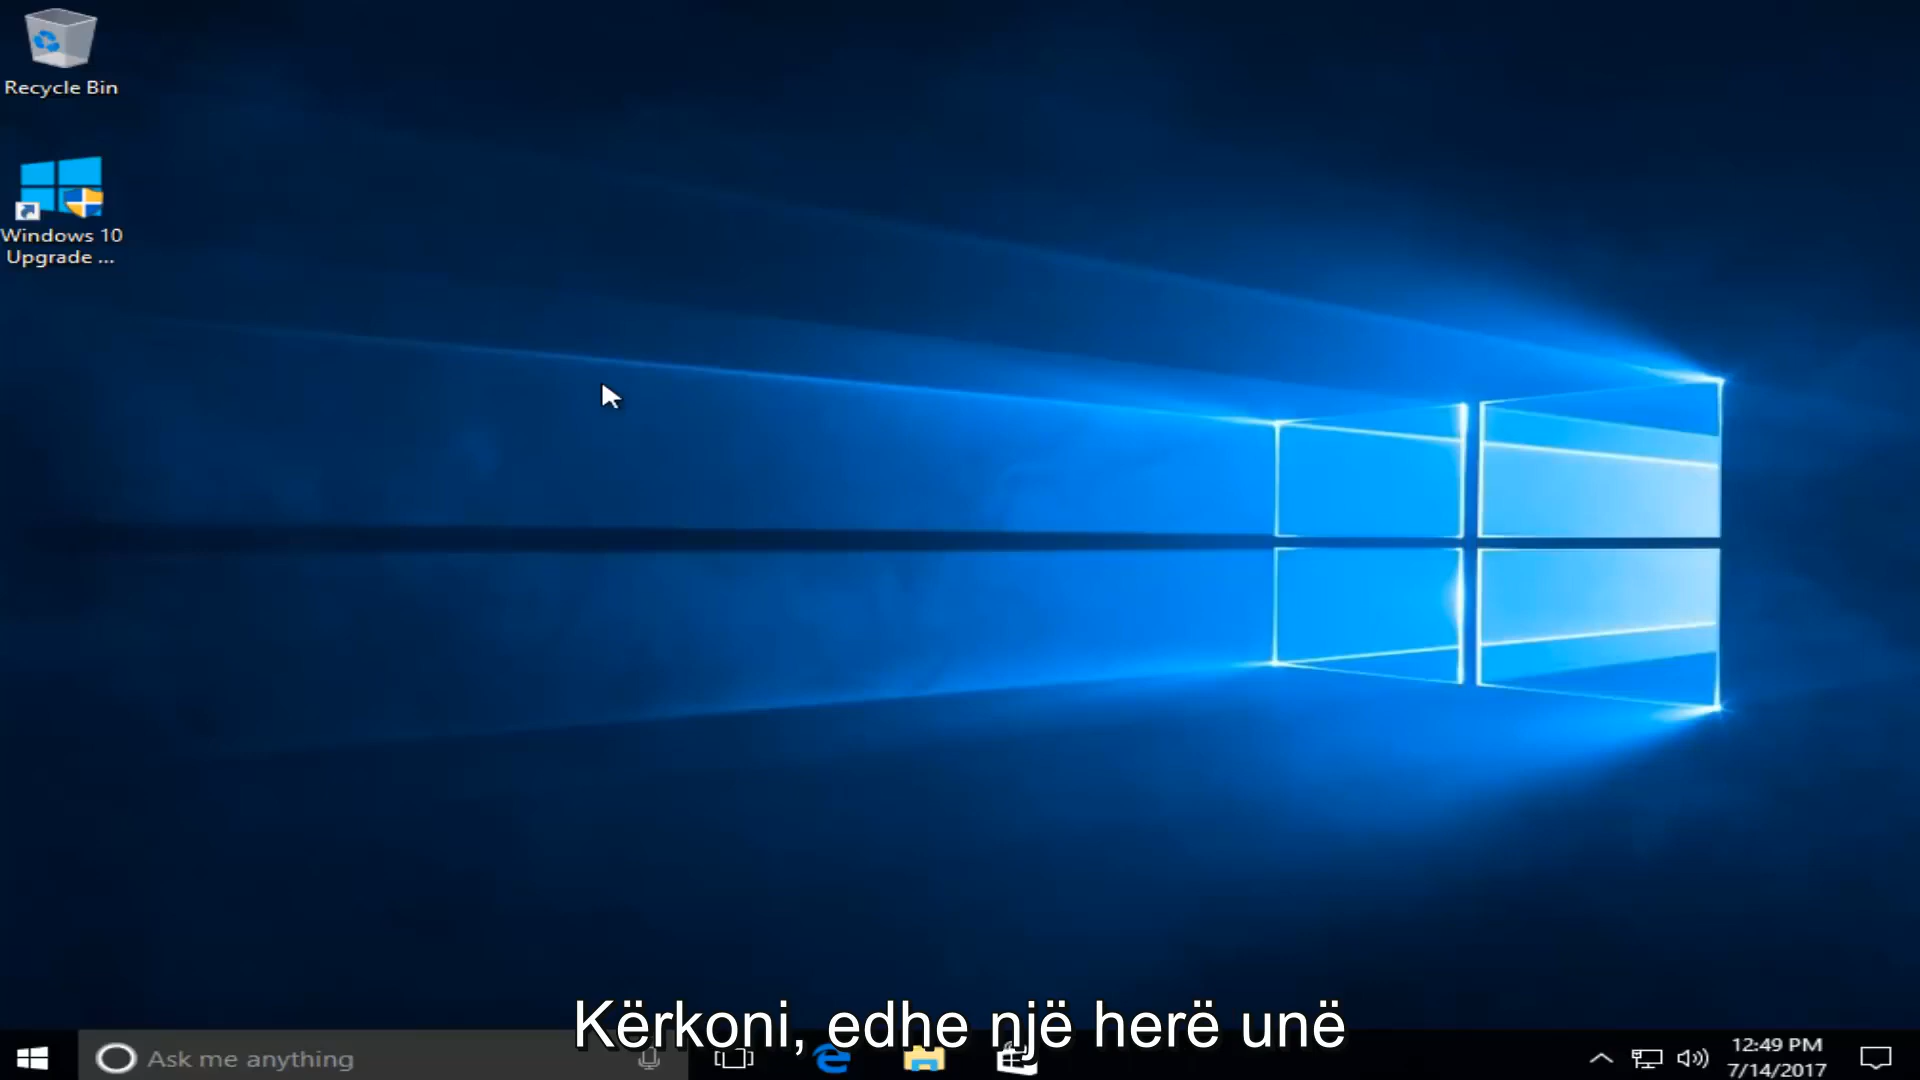 Recycle Bin
Windows 10
Upgrade ...
Kërkoni, edhe një herë unë
Ask me anything
12:49 PM
7/14/2017